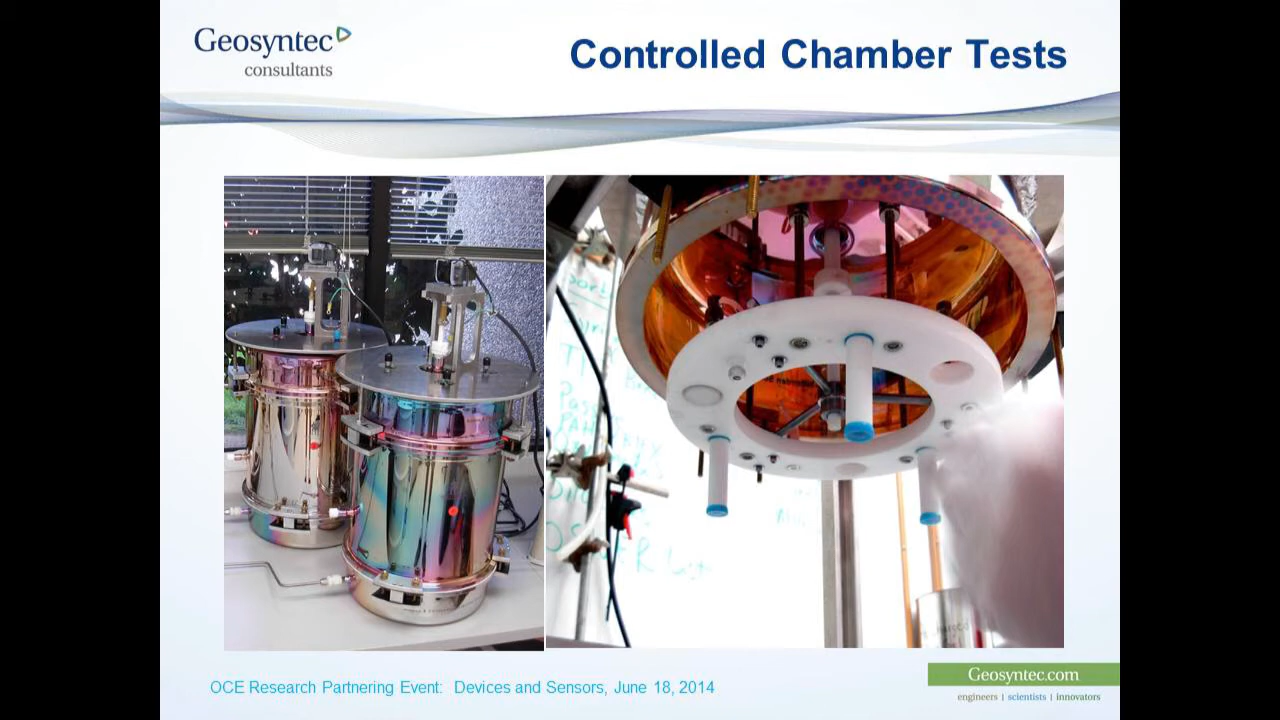 Geosyntec
consultants
Controlled Chamber Tests
OCE Research Partnering Event: Devices and Sensors, June 18, 2014
Geosyntec.com
engineers | scientists | innovators